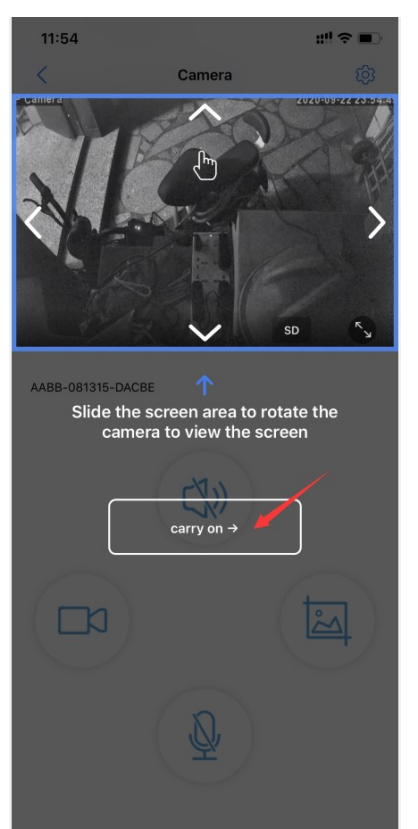 11:54
Camera
Camera
2020-09-22 23:54:4
SD
AABB-081315-DACBE
Slide the screen area to rotate the
camera to view the screen
carry on →